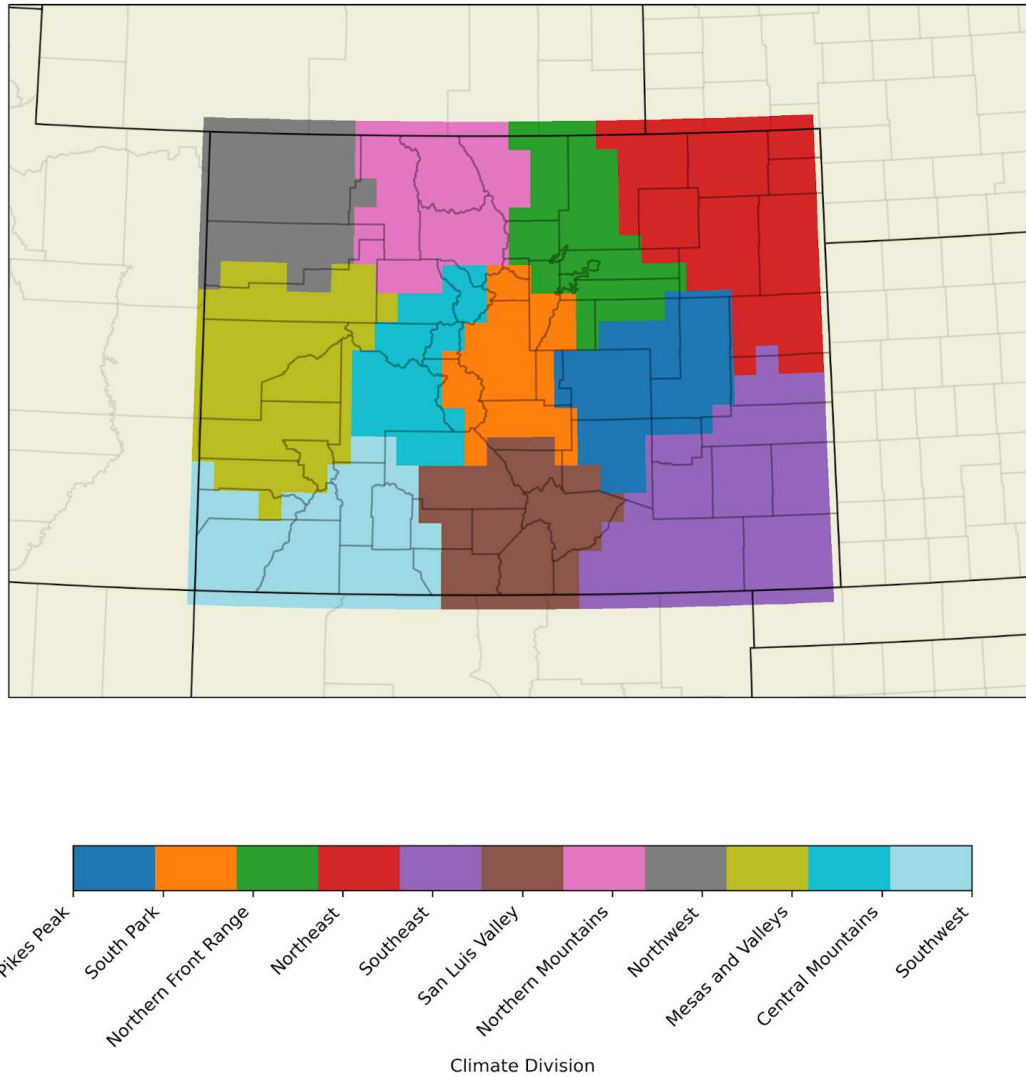 Pikes Peak
South Park
Northern Front Range
Northeast
Southeast
San Luis Valley
Northern Mountains
Northwest
Mesas and Valleys
Central Mountains
Southwest
Climate Division